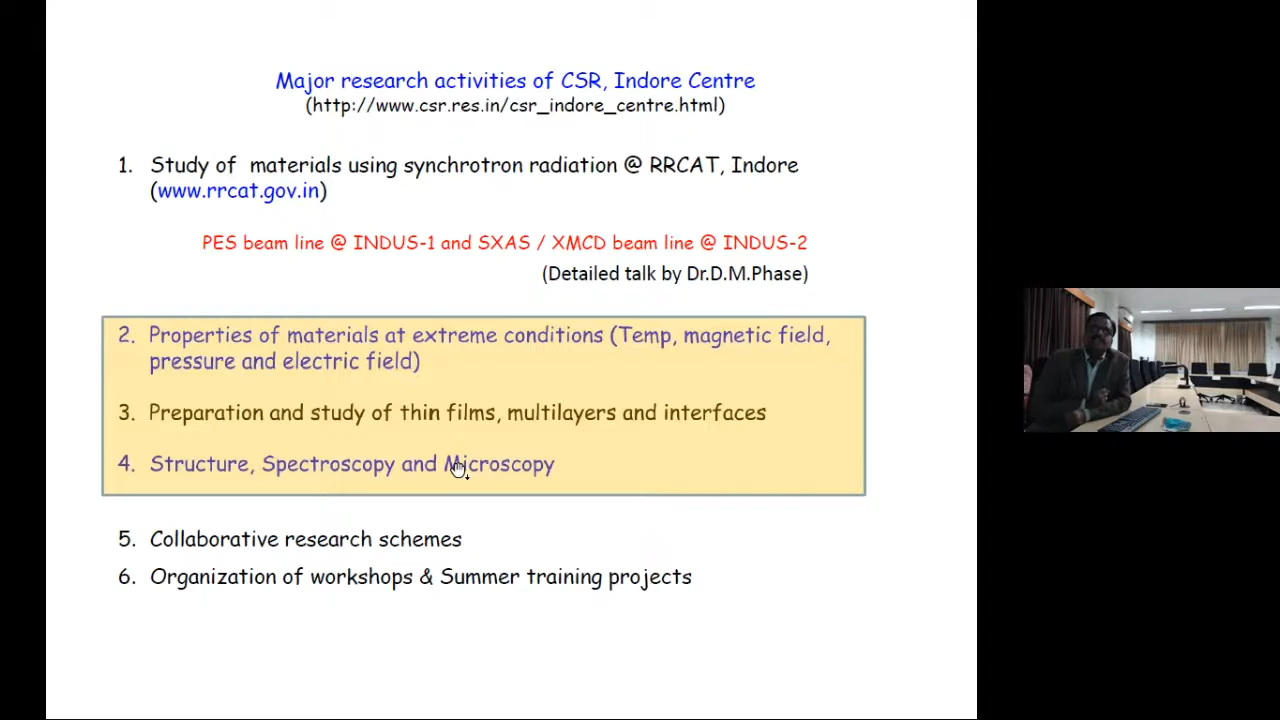 Major research activities of CSR, Indore Centre
(http://www.csr.res.in/csr_indore_centre.html)
1. Study of materials using synchrotron radiation @ RRCAT, Indore
(www.rrcat.gov.in)
PES beam line @ INDUS-1 and SXAS / XMCD beam line @ INDUS-2
(Detailed talk by Dr.D.M.Phase)
2. Properties of materials at extreme conditions (Temp, magnetic field,
pressure and electric field)
3. Preparation and study of thin films, multilayers and interfaces
4. Structure, Spectroscopy and Microscopy
5. Collaborative research schemes
6. Organization of workshops & Summer training projects